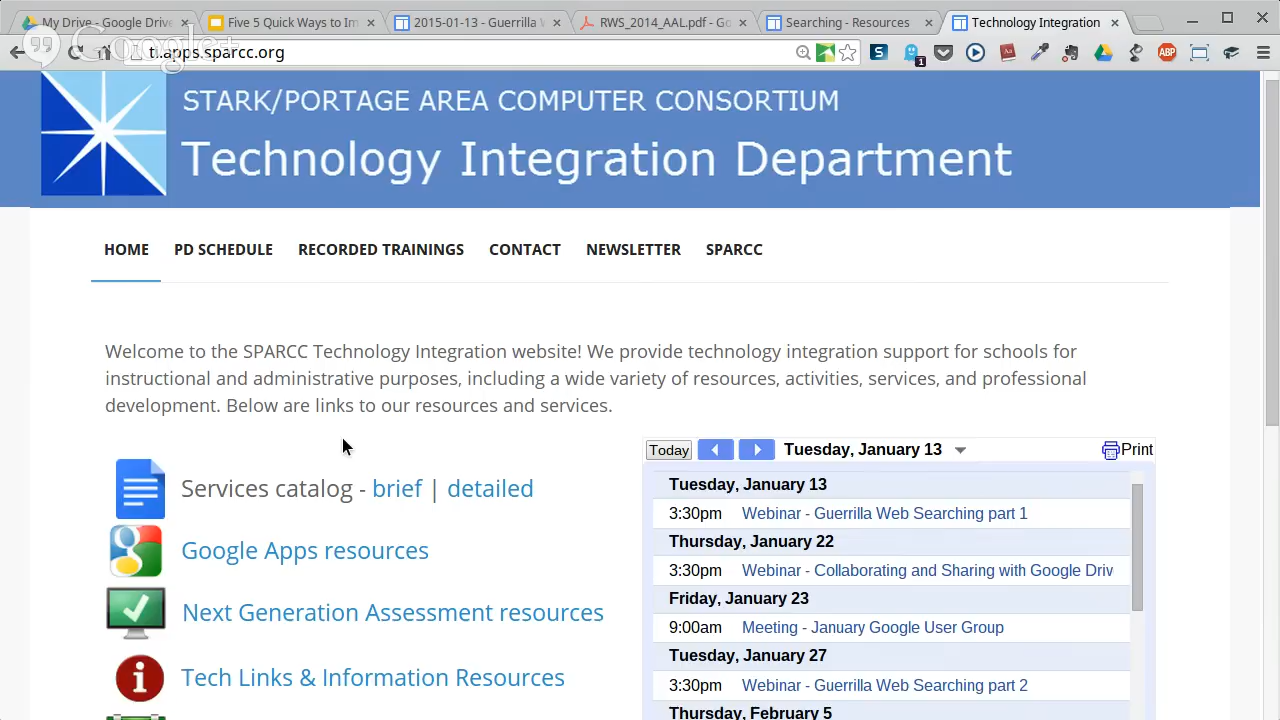 My Drive - Google Drive
Five 5 Quick Ways to Im
2015-01-13 - Guerrilla W
RWS_2014_AAL.pdf - Go
Searching - Resources
Technology Integration
Google+
ti.apps.sparcc.org
S
1
Aa
ABP
STARK/PORTAGE AREA COMPUTER CONSORTIUM
Technology Integration Department
HOME PD SCHEDULE RECORDED TRAININGS CONTACT NEWSLETTER SPARCC
Welcome to the SPARCC Technology Integration website! We provide technology integration support for schools for
instructional and administrative purposes, including a wide variety of resources, activities, services, and professional
development. Below are links to our resources and services.
Services catalog - brief | detailed
Google Apps resources
Next Generation Assessment resources
Tech Links & Information Resources
Today Tuesday, January 13 Print
Tuesday, January 13
3:30pm Webinar - Guerrilla Web Searching part 1
Thursday, January 22
3:30pm Webinar - Collaborating and Sharing with Google Driv
Friday, January 23
9:00am Meeting - January Google User Group
Tuesday, January 27
3:30pm Webinar - Guerrilla Web Searching part 2
Thursday, February 5